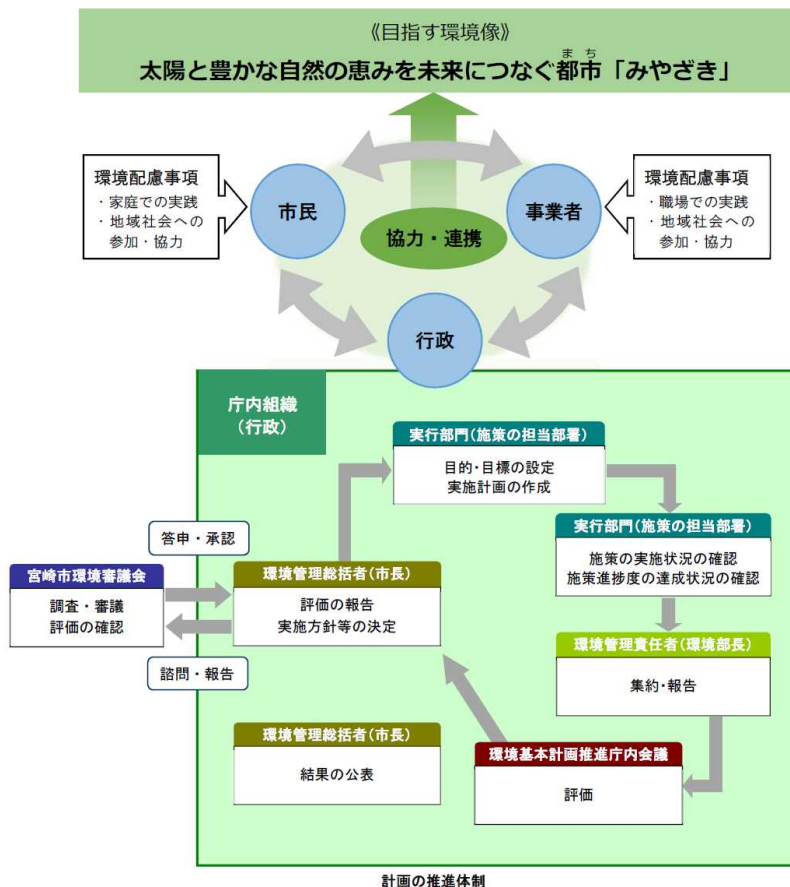 《目指す環境像》
まち
太陽と豊かな自然の恵みを未来につなぐ都市「みやざき」
環境配慮事項
・家庭での実践
・地域社会への
参加・協力
市民
協力・連携
事業者
環境配慮事項
・職場での実践
・地域社会への
参加・協力
行政
庁内組織
（行政）
実行部門（施策の担当部署）
目的・目標の設定
実施計画の作成
実行部門（施策の担当部署）
施策の実施状況の確認
施策進捗度の達成状況の確認
答申・承認
宮崎市環境審議会
調査・審議
評価の確認
環境管理総括者（市長）
評価の報告
実施方針等の決定
諮問・報告
環境管理責任者（環境部長）
集約・報告
環境管理総括者（市長）
結果の公表
環境基本計画推進庁内会議
評価
計画の推進体制